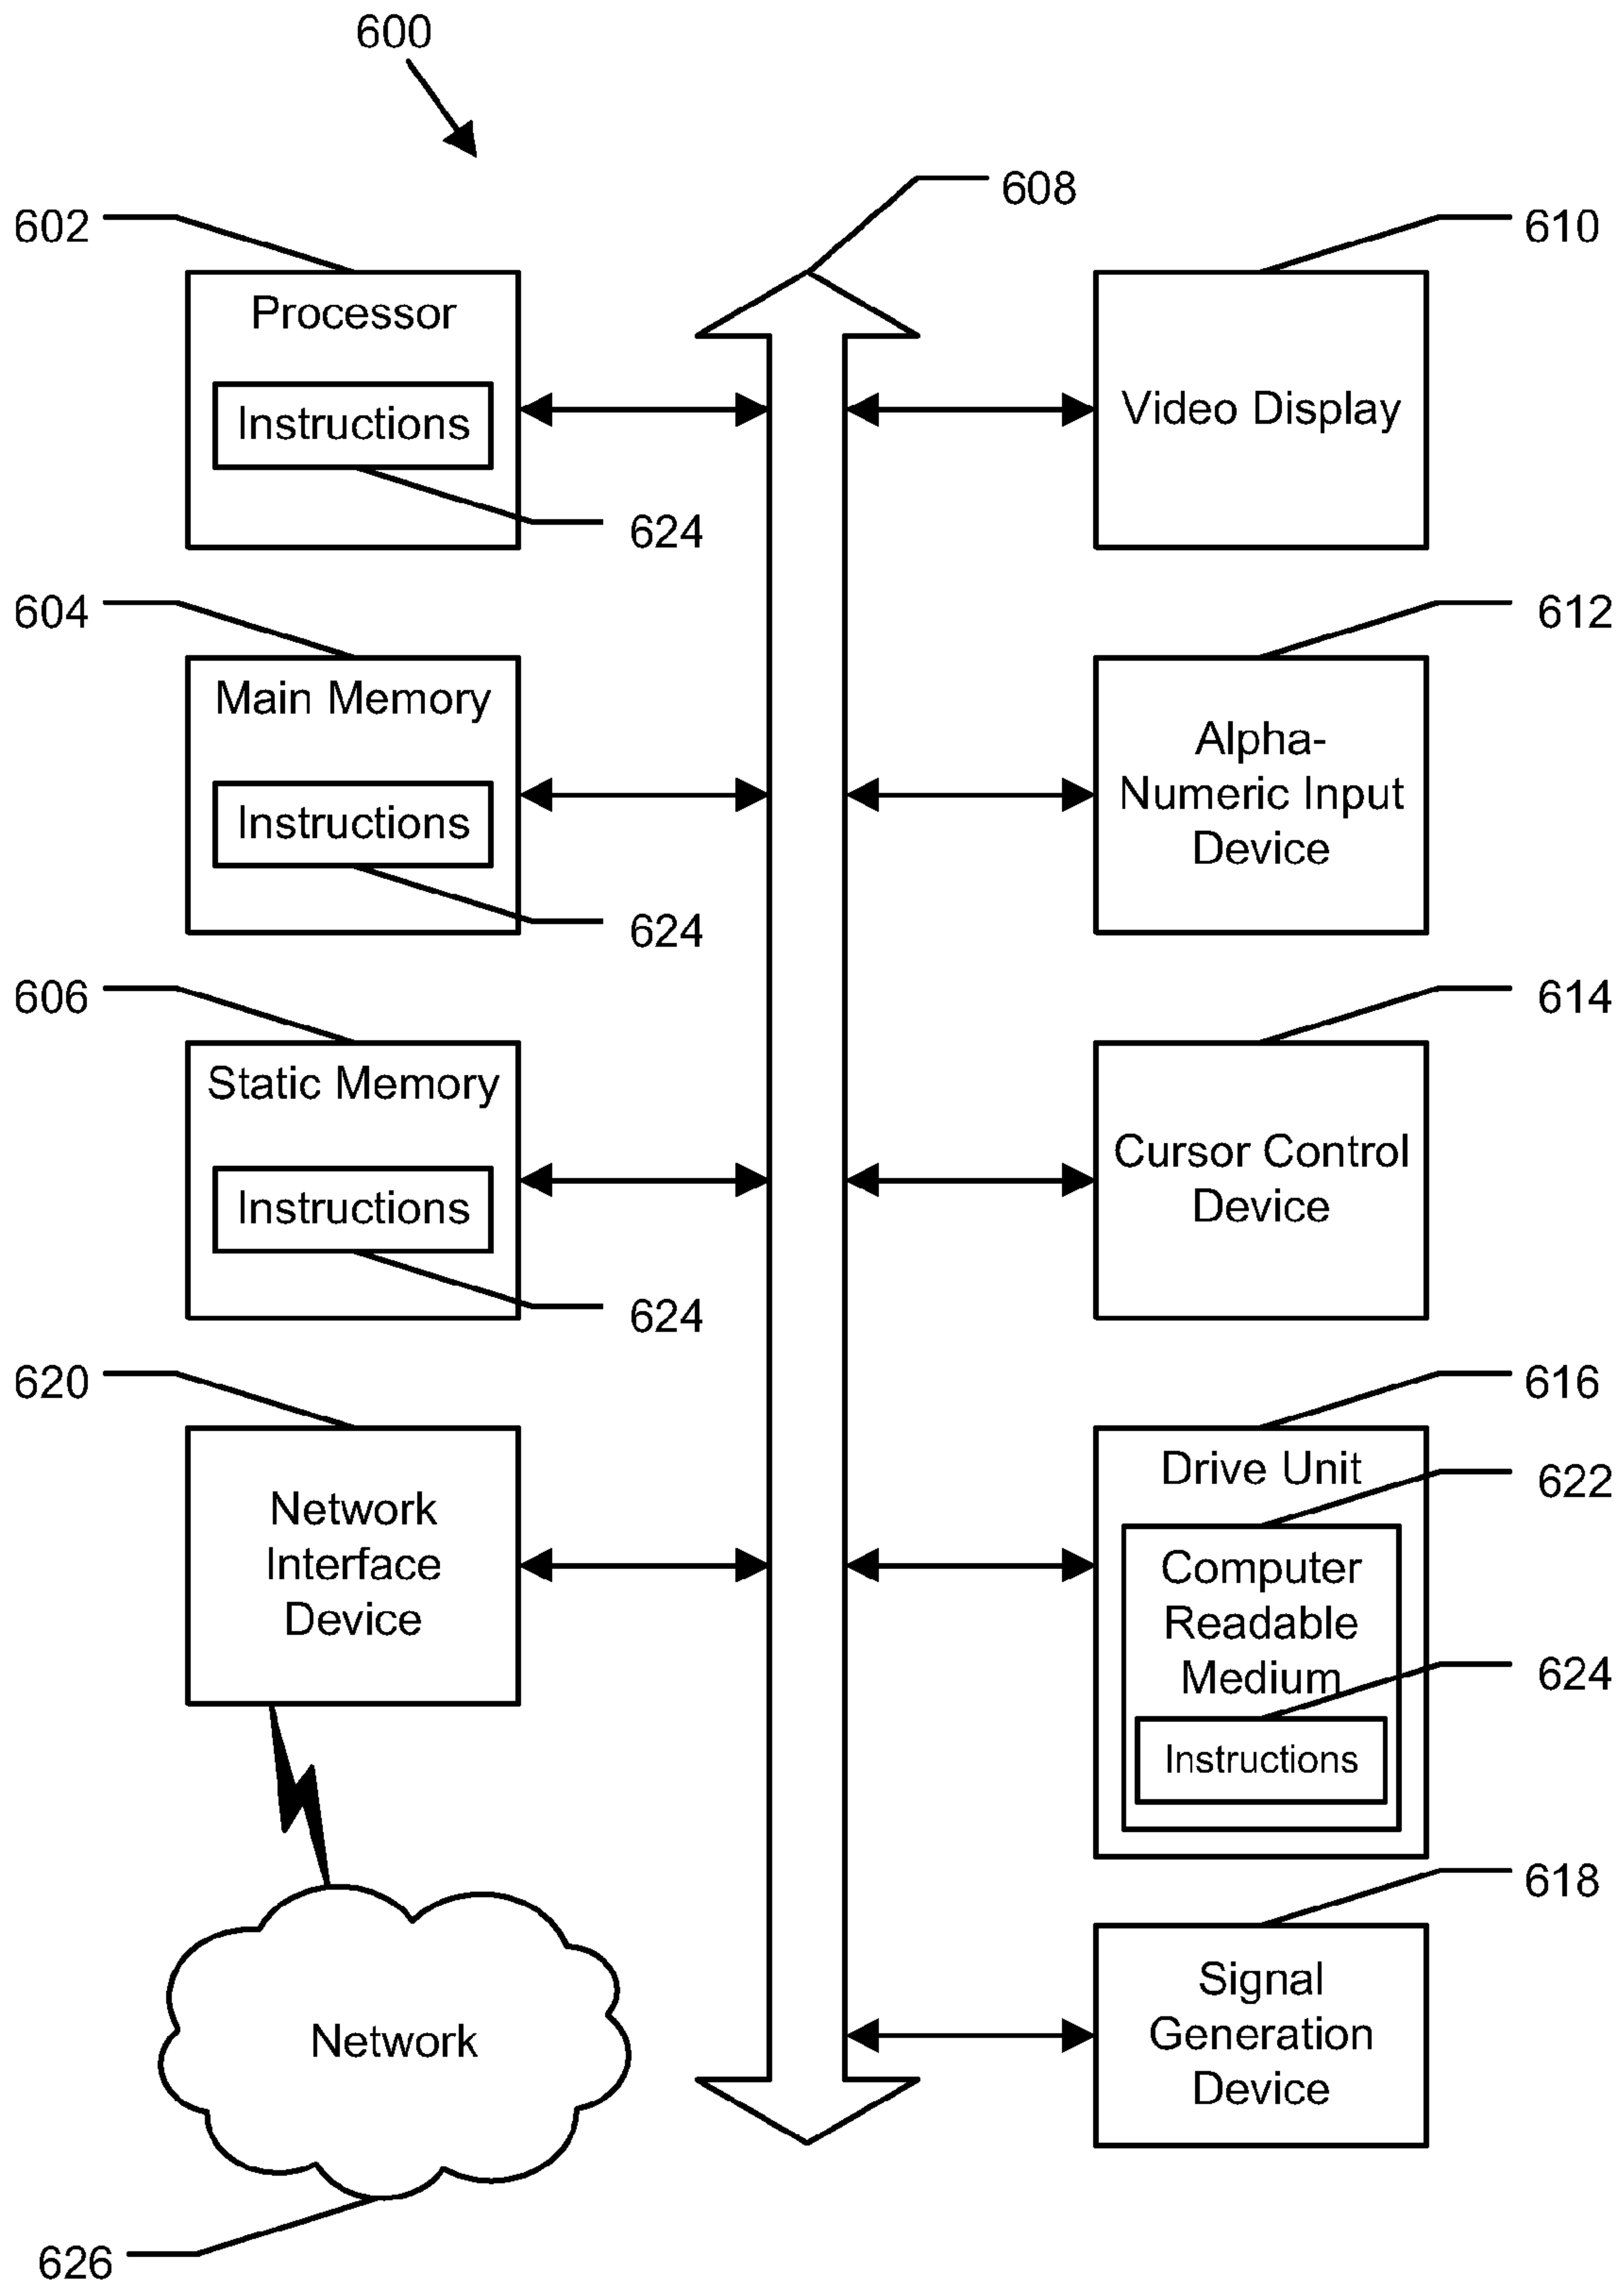 600
608
602
610
Processor
Instructions
Video Display
624
604
612
Main Memory
Instructions
Alpha-
Numeric Input
Device
624
606
614
Static Memory
Instructions
Cursor Control
Device
624
620
616
Network
Interface
Device
Drive Unit
622
Computer
Readable
Medium
624
Instructions
618
Signal
Generation
Device
Network
626